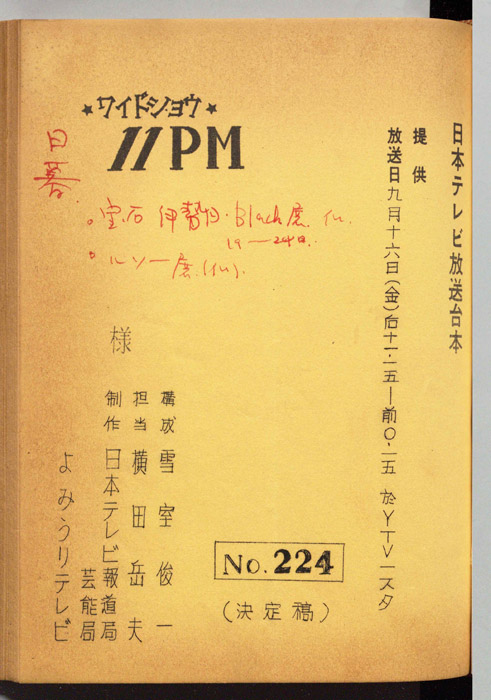 日本テレビ放送台本
提供
放送日九月十六日(金)后十一・一五―前〇・一五 於YTV一スタ
★ワイドショウ★
11PM
日
宝石 伊勢丹・Black展
19―24日.
ルソー展
様
構成 雪室俊一
担当 横田岳夫
制作 日本テレビ報道局
芸能局
よみうりテレビ
No.224
(決定稿)